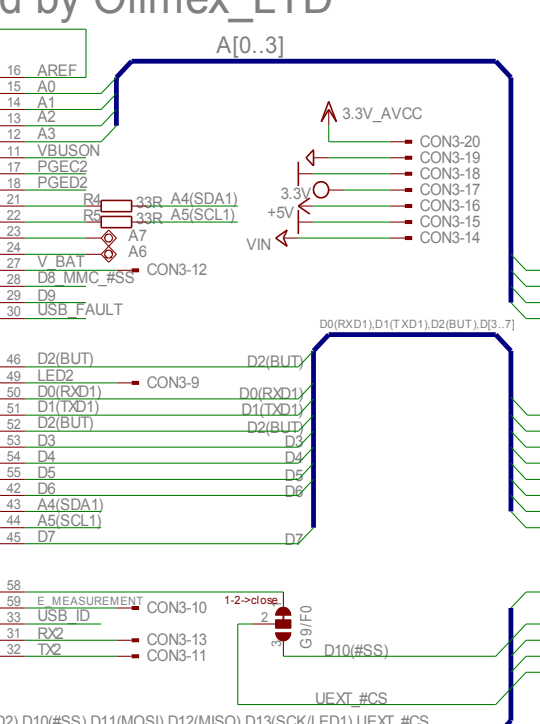 d by Olimex_LTD
A[0..3]
16 AREF
15 A0
14 A1
13 A2
12 A3
11 VBUSON
17 PGEC2
18 PGED2
21 R4 33R A4(SDA1)
22 R5 33R A5(SCL1)
23 A7
24 A6
27 V_BAT CON3-12
28 D8_MMC_#SS
29 D9
30 USB_FAULT
3.3V_AVCC
CON3-20
CON3-19
CON3-18
3.3V CON3-17
+5V CON3-16
CON3-15
VIN CON3-14
D0(RXD1),D1(TXD1),D2(BUT),D[3..7]
46 D2(BUT) D2(BUT)
49 LED2 CON3-9
50 D0(RXD1) D0(RXD1)
51 D1(TXD1) D1(TXD1)
52 D2(BUT) D2(BUT)
53 D3 D3
54 D4 D4
55 D5 D5
42 D6 D6
43 A4(SDA1)
44 A5(SCL1)
45 D7 D7
58
59 E_MEASUREMENT CON3-10
33 USB_ID
31 RX2 CON3-13
32 TX2 CON3-11
1-2->close
1
2
3
G9/F0
D10(#SS)
UEXT_#CS
D2) D10(#SS) D11(MOSI) D12(MISO) D13(SCK/LED1) UEXT_#CS